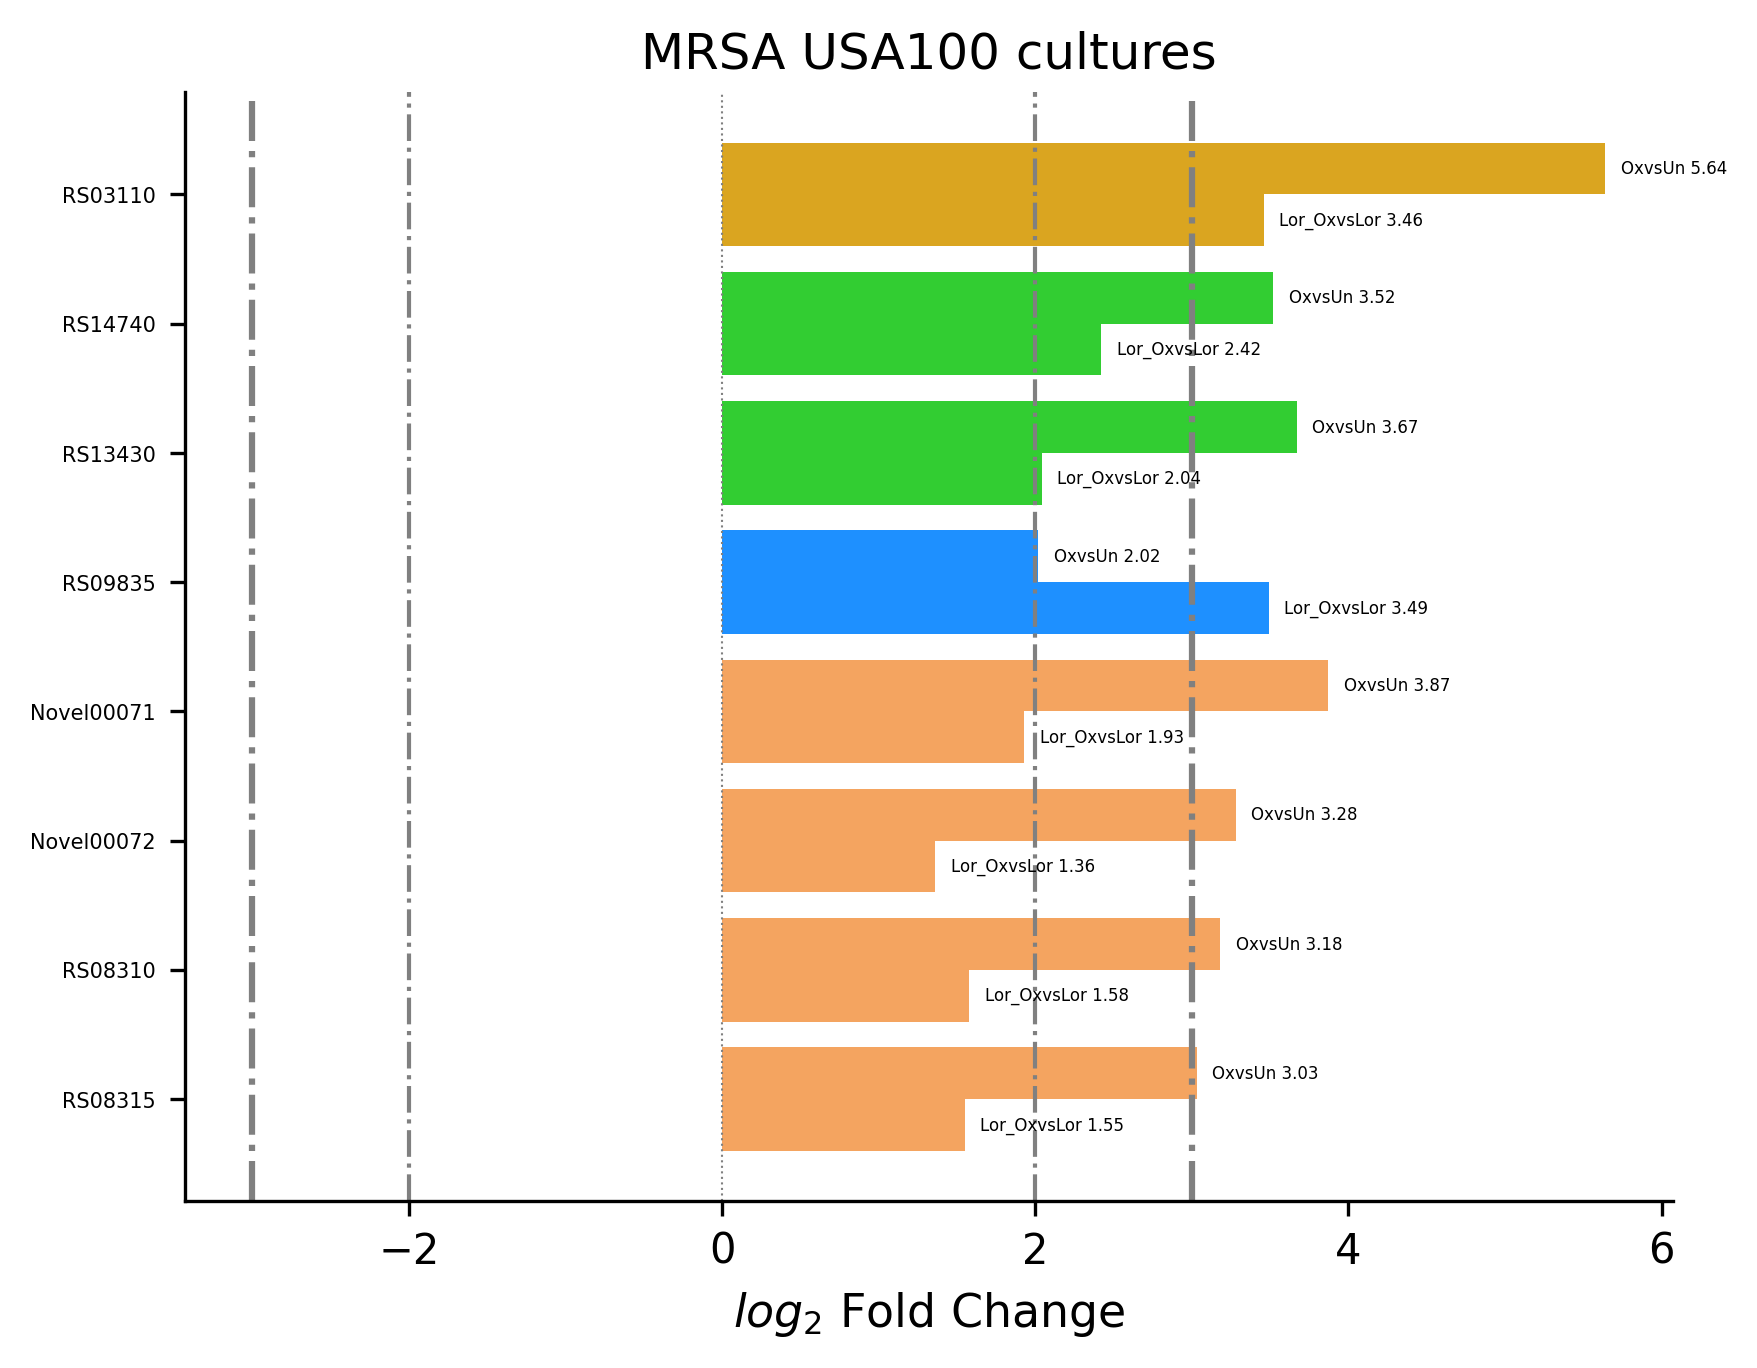 MRSA USA100 cultures
RS03110
OxvsUn 5.64
Lor_OxvsLor 3.46
RS14740
OxvsUn 3.52
Lor_OxvsLor 2.42
RS13430
OxvsUn 3.67
Lor_OxvsLor 2.04
RS09835
OxvsUn 2.02
Lor_OxvsLor 3.49
Novel00071
OxvsUn 3.87
Lor_OxvsLor 1.93
Novel00072
OxvsUn 3.28
Lor_OxvsLor 1.36
RS08310
OxvsUn 3.18
Lor_OxvsLor 1.58
RS08315
OxvsUn 3.03
Lor_OxvsLor 1.55
−2 0 2 4 6
log₂ Fold Change